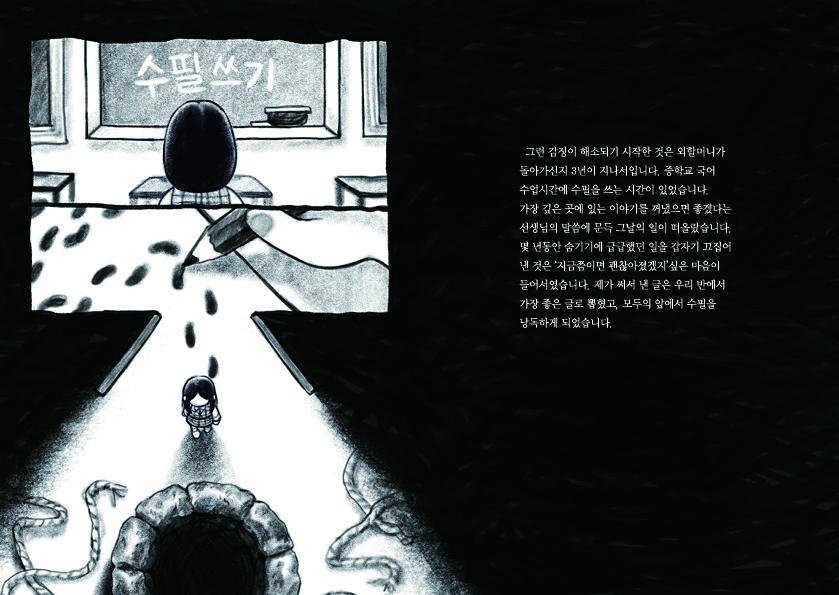 수필쓰기
그런 감정이 해소되기 시작한 것은 외할머니가
돌아가신지 3년이 지나서입니다. 중학교 국어
수업시간에 수필을 쓰는 시간이 있었습니다.
가장 깊은 곳에 있는 이야기를 꺼냈으면 좋겠다는
선생님의 말씀에 문득 그날의 일이 떠올랐습니다.
몇 년동안 숨기기에 급급했던 일을 갑자기 끄집어
낸 것은 '지금쯤이면 괜찮아졌겠지'싶은 마음이
들어서였습니다. 제가 써서 낸 글은 우리 반에서
가장 좋은 글로 뽑혔고, 모두의 앞에서 수필을
낭독하게 되었습니다.